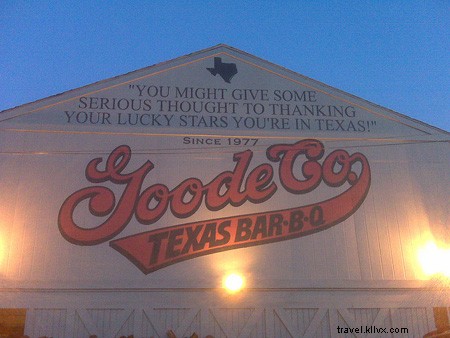 "YOU MIGHT GIVE SOME
SERIOUS THOUGHT TO THANKING
YOUR LUCKY STARS YOU'RE IN TEXAS!"
SINCE 1977
Goode Co.
TEXAS BAR-B-Q
travel.kllvx.com